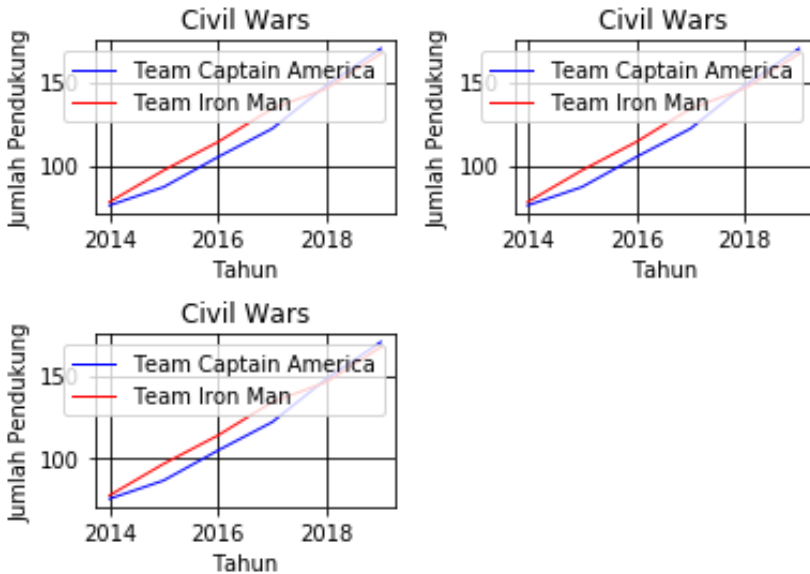 Civil Wars
Jumlah Pendukung
150
100
Team Captain America
Team Iron Man
2014 2016 2018
Tahun
Civil Wars
Jumlah Pendukung
150
100
Team Captain America
Team Iron Man
2014 2016 2018
Tahun
Civil Wars
Jumlah Pendukung
150
100
Team Captain America
Team Iron Man
2014 2016 2018
Tahun